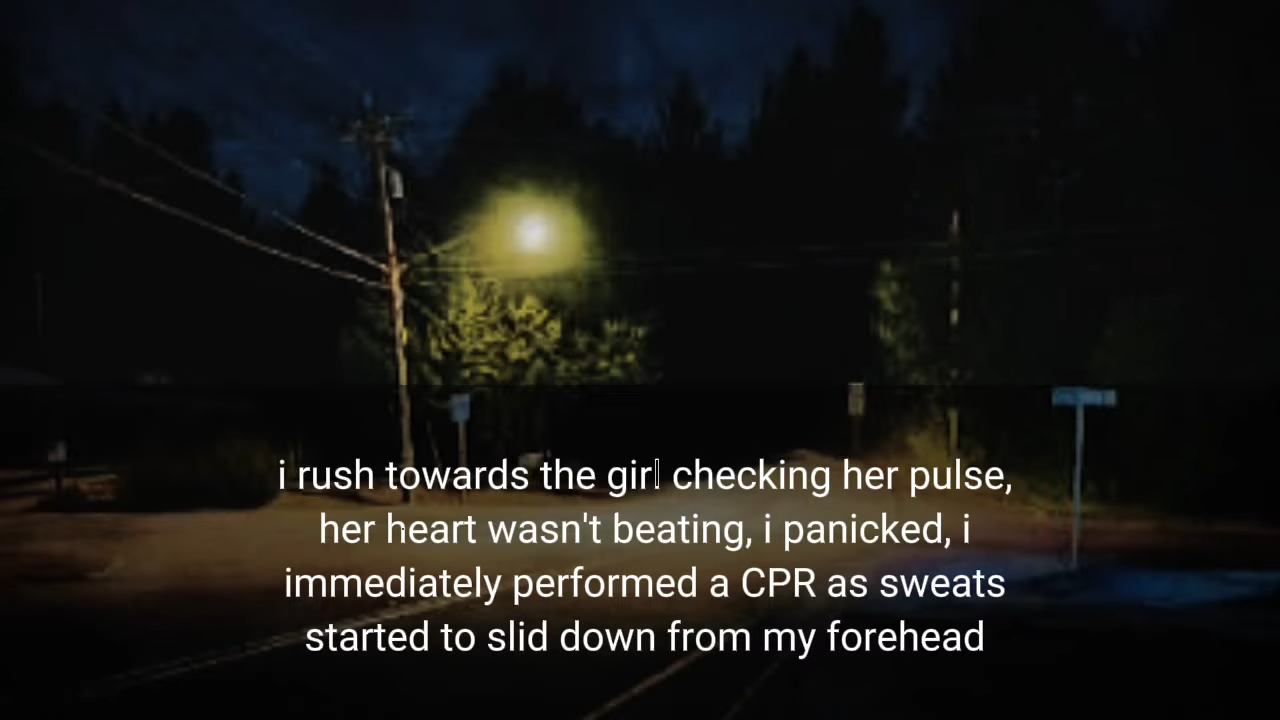 i rush towards the girl checking her pulse,
her heart wasn't beating, i panicked, i
immediately performed a CPR as sweats
started to slid down from my forehead